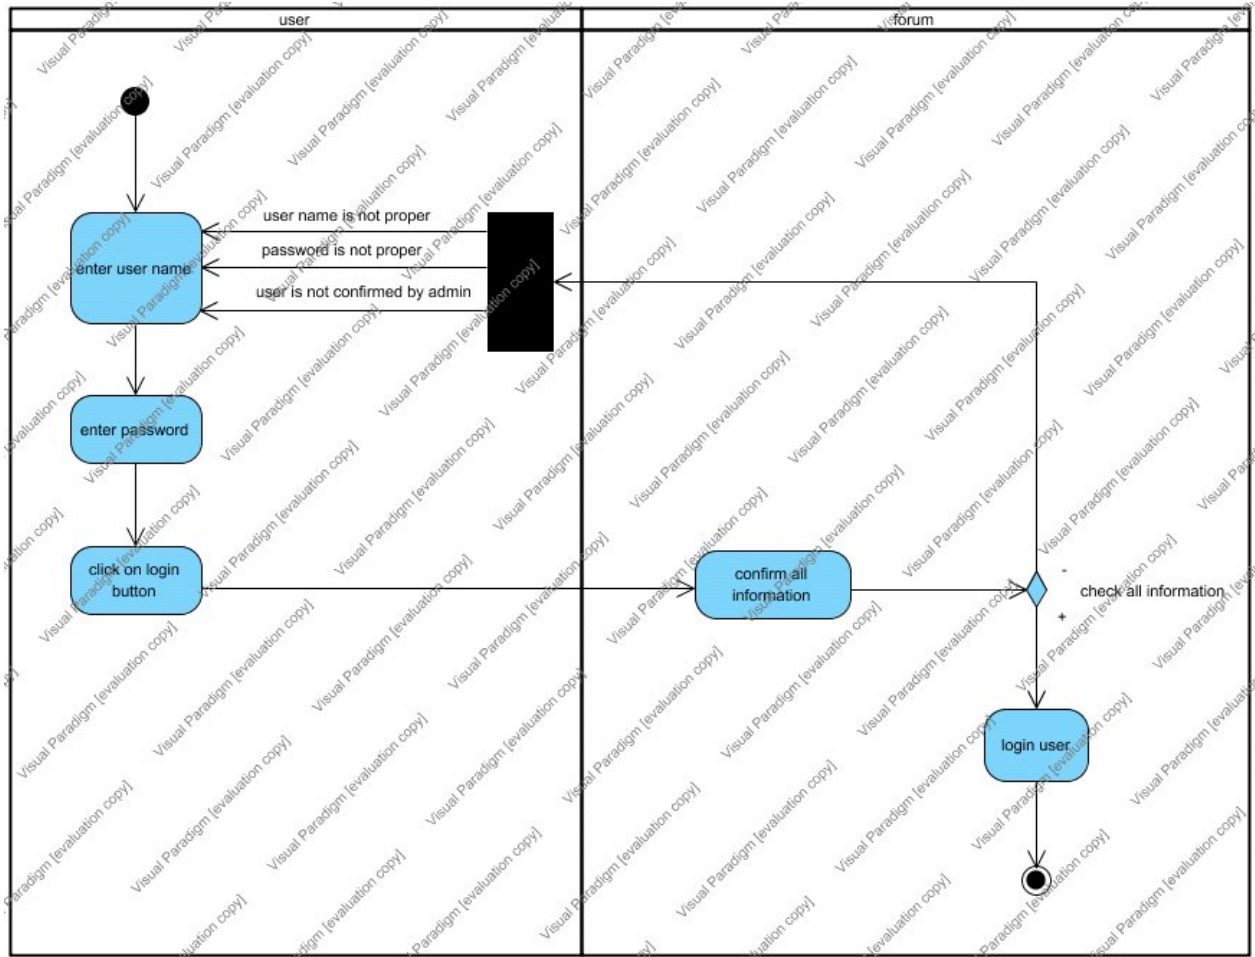 user
forum
user name is not proper
password is not proper
user is not confirmed by admin
enter user name
enter password
click on login
button
confirm all
information
-
check all information
+
login user
Visual Paradigm [evaluation copy]